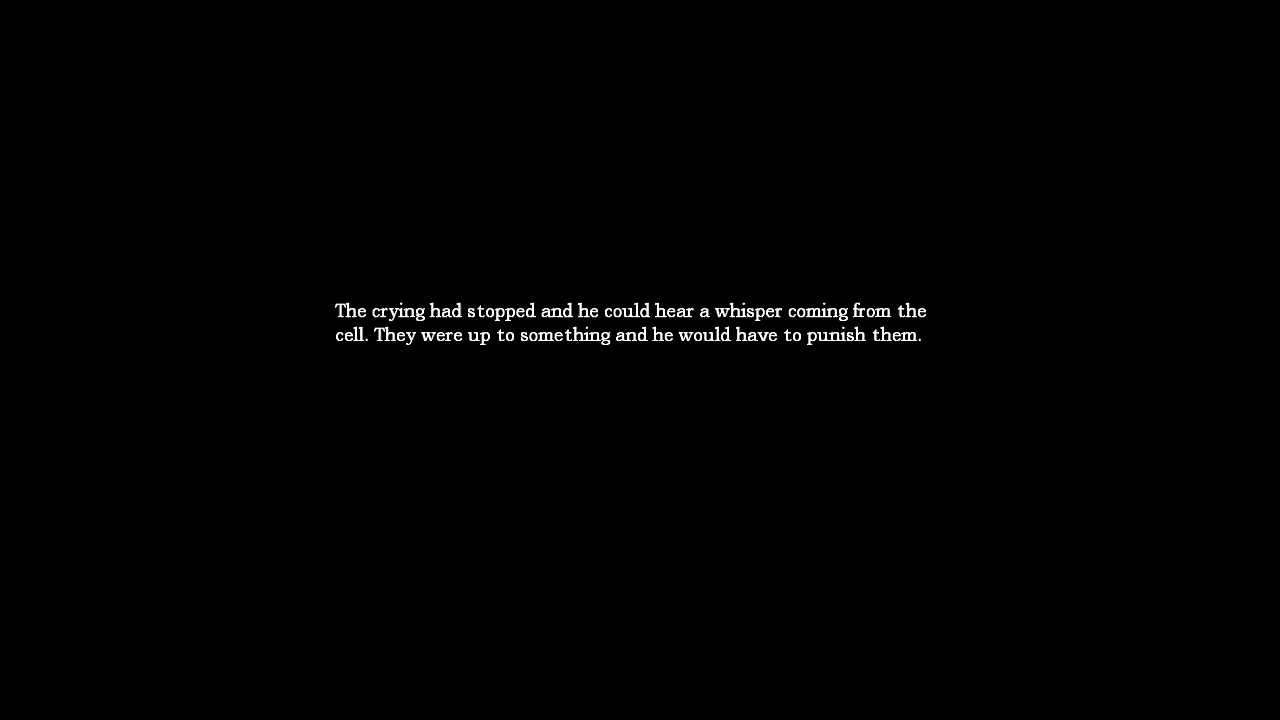 The crying had stopped and he could hear a whisper coming from the
cell. They were up to something and he would have to punish them.